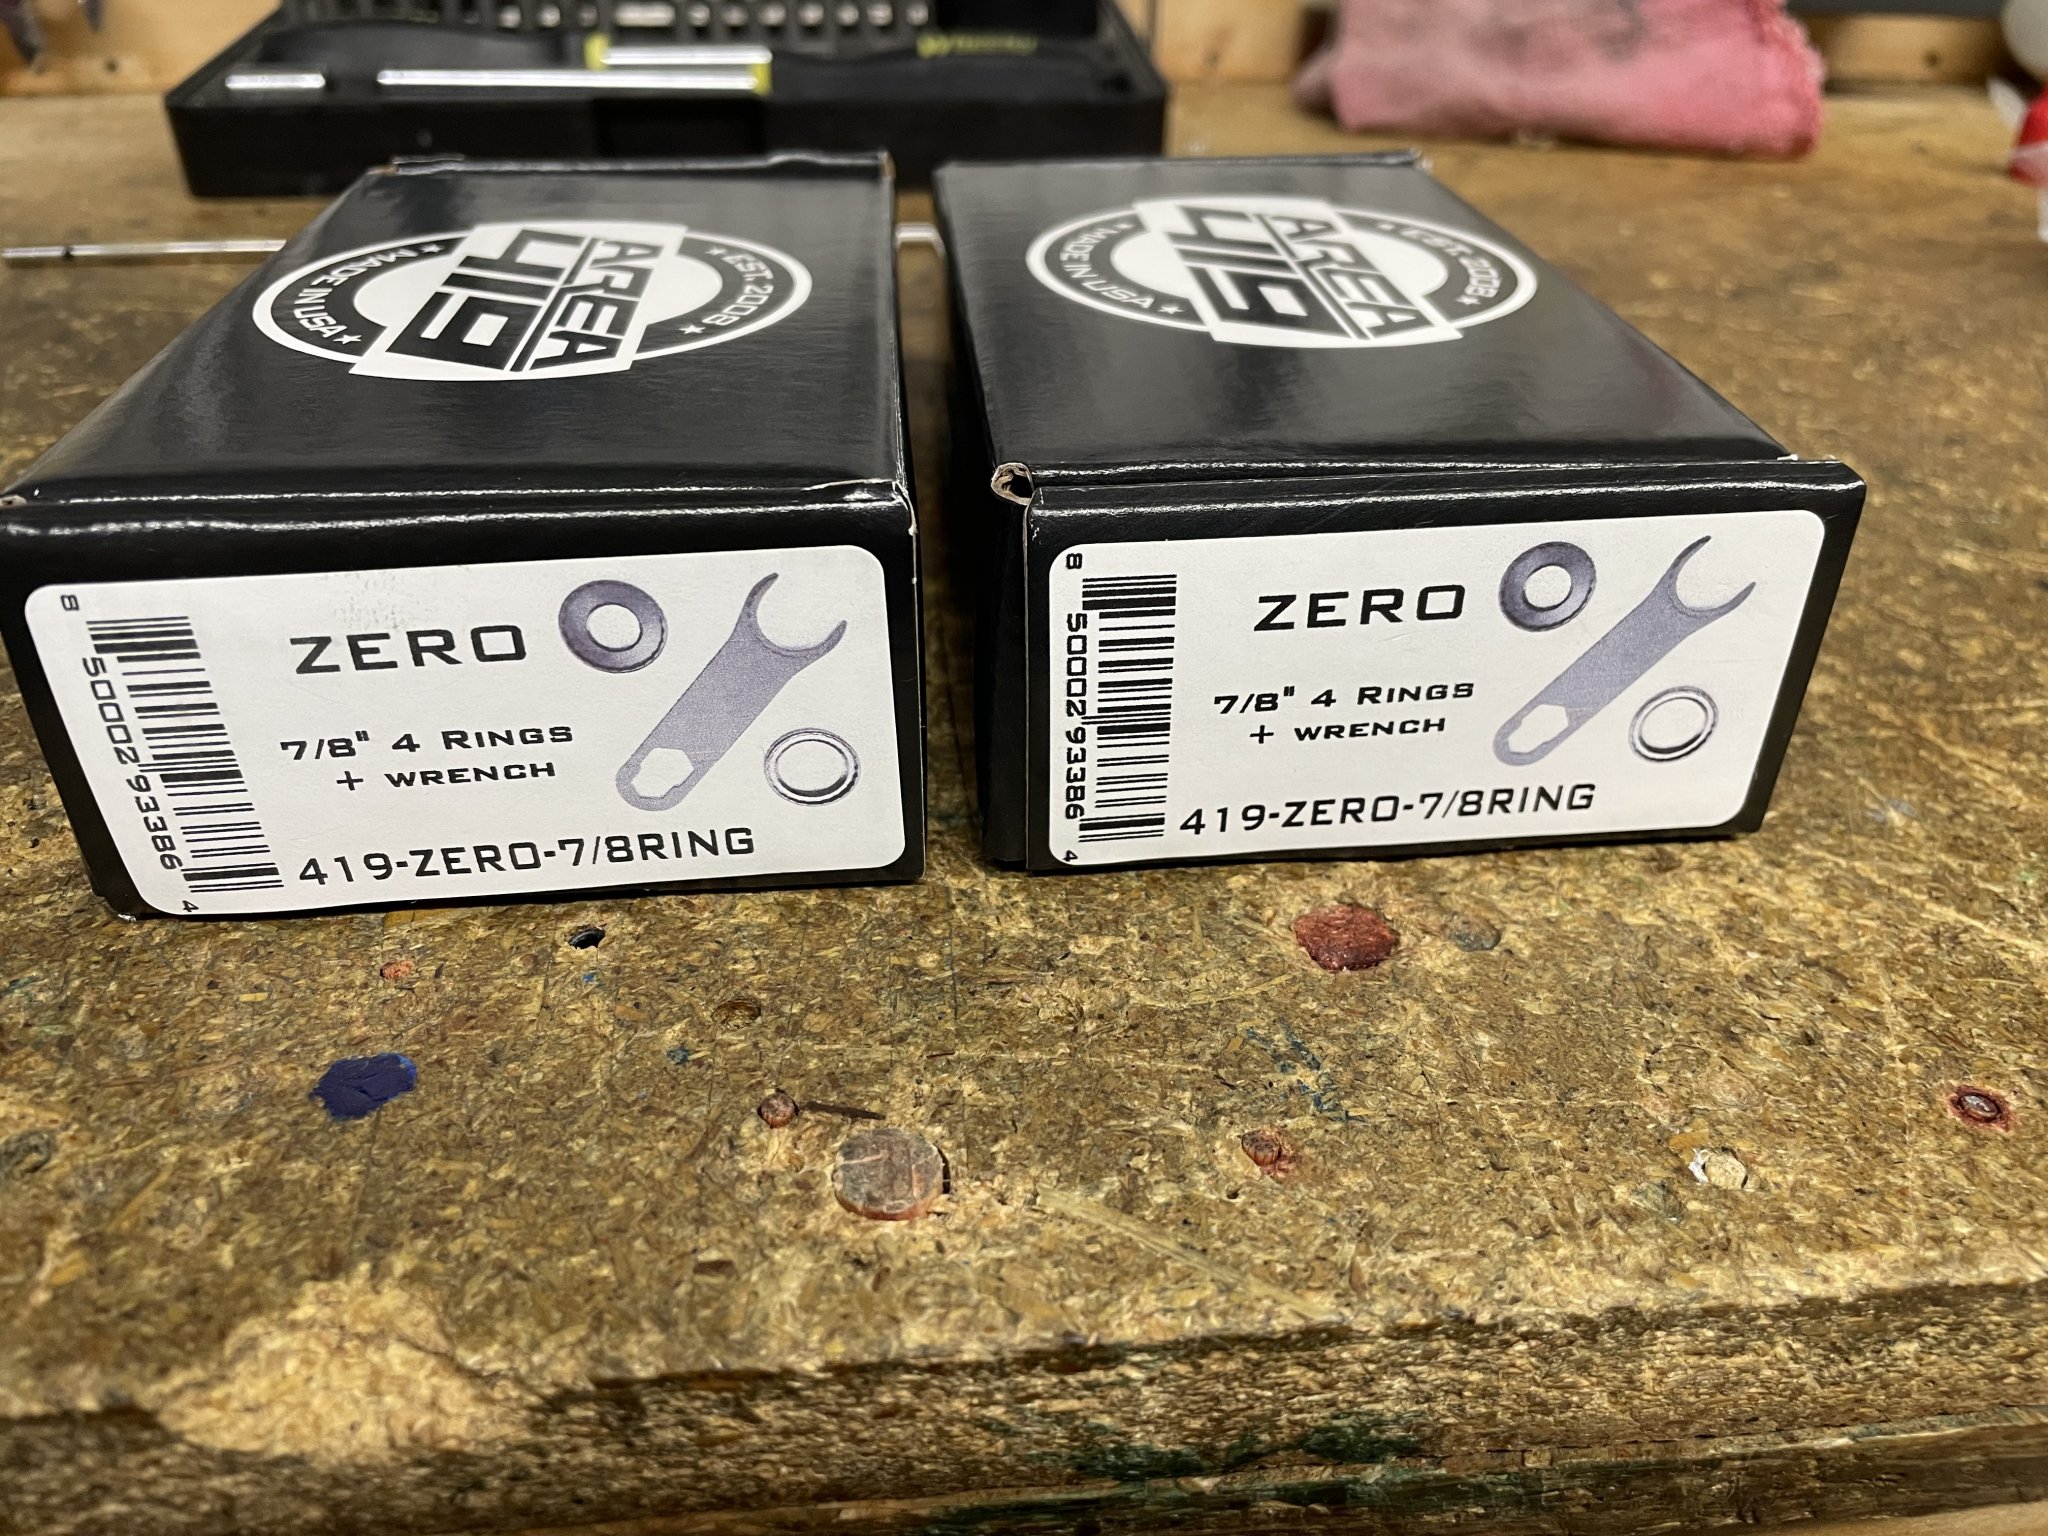 AREA
419
EST. 2008
MADE IN USA
AREA
419
EST. 2008
MADE IN USA
ZERO
7/8" 4 RINGS
+ WRENCH
419-ZERO-7/8RING
8 50002 93386 4
ZERO
7/8" 4 RINGS
+ WRENCH
419-ZERO-7/8RING
8 50002 93386 4